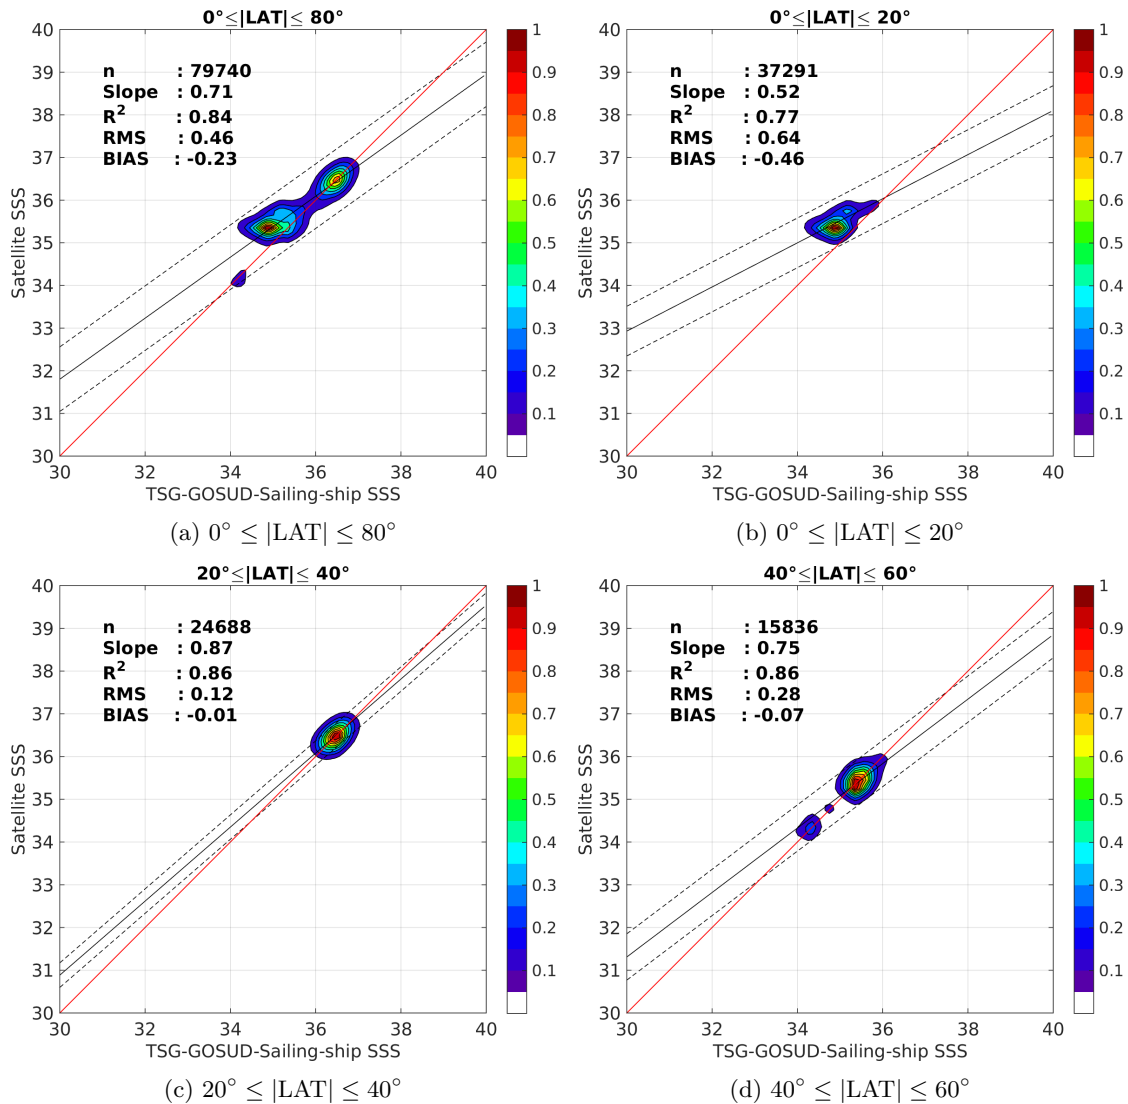 0°≤|LAT|≤ 80°
n : 79740
Slope : 0.71
R² : 0.84
RMS : 0.46
BIAS : -0.23
40
39
38
37
36
35
34
33
32
31
30
Satellite SSS
30 32 34 36 38 40
TSG-GOSUD-Sailing-ship SSS
1
0.9
0.8
0.7
0.6
0.5
0.4
0.3
0.2
0.1
(a) 0° ≤ |LAT| ≤ 80°
0°≤|LAT|≤ 20°
n : 37291
Slope : 0.52
R² : 0.77
RMS : 0.64
BIAS : -0.46
40
39
38
37
36
35
34
33
32
31
30
Satellite SSS
30 32 34 36 38 40
TSG-GOSUD-Sailing-ship SSS
1
0.9
0.8
0.7
0.6
0.5
0.4
0.3
0.2
0.1
(b) 0° ≤ |LAT| ≤ 20°
20°≤|LAT|≤ 40°
n : 24688
Slope : 0.87
R² : 0.86
RMS : 0.12
BIAS : -0.01
40
39
38
37
36
35
34
33
32
31
30
Satellite SSS
30 32 34 36 38 40
TSG-GOSUD-Sailing-ship SSS
1
0.9
0.8
0.7
0.6
0.5
0.4
0.3
0.2
0.1
(c) 20° ≤ |LAT| ≤ 40°
40°≤|LAT|≤ 60°
n : 15836
Slope : 0.75
R² : 0.86
RMS : 0.28
BIAS : -0.07
40
39
38
37
36
35
34
33
32
31
30
Satellite SSS
30 32 34 36 38 40
TSG-GOSUD-Sailing-ship SSS
1
0.9
0.8
0.7
0.6
0.5
0.4
0.3
0.2
0.1
(d) 40° ≤ |LAT| ≤ 60°